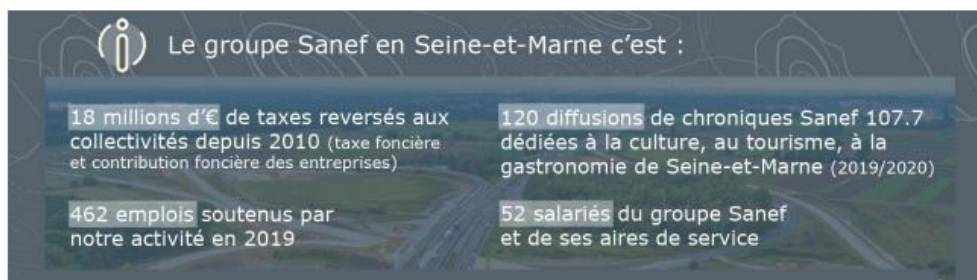 Le groupe Sanef en Seine-et-Marne c’est :
18 millions d’€ de taxes reversés aux
collectivités depuis 2010 (taxe foncière
et contribution foncière des entreprises)
462 emplois soutenus par
notre activité en 2019
120 diffusions de chroniques Sanef 107.7
dédiées à la culture, au tourisme, à la
gastronomie de Seine-et-Marne (2019/2020)
52 salariés du groupe Sanef
et de ses aires de service